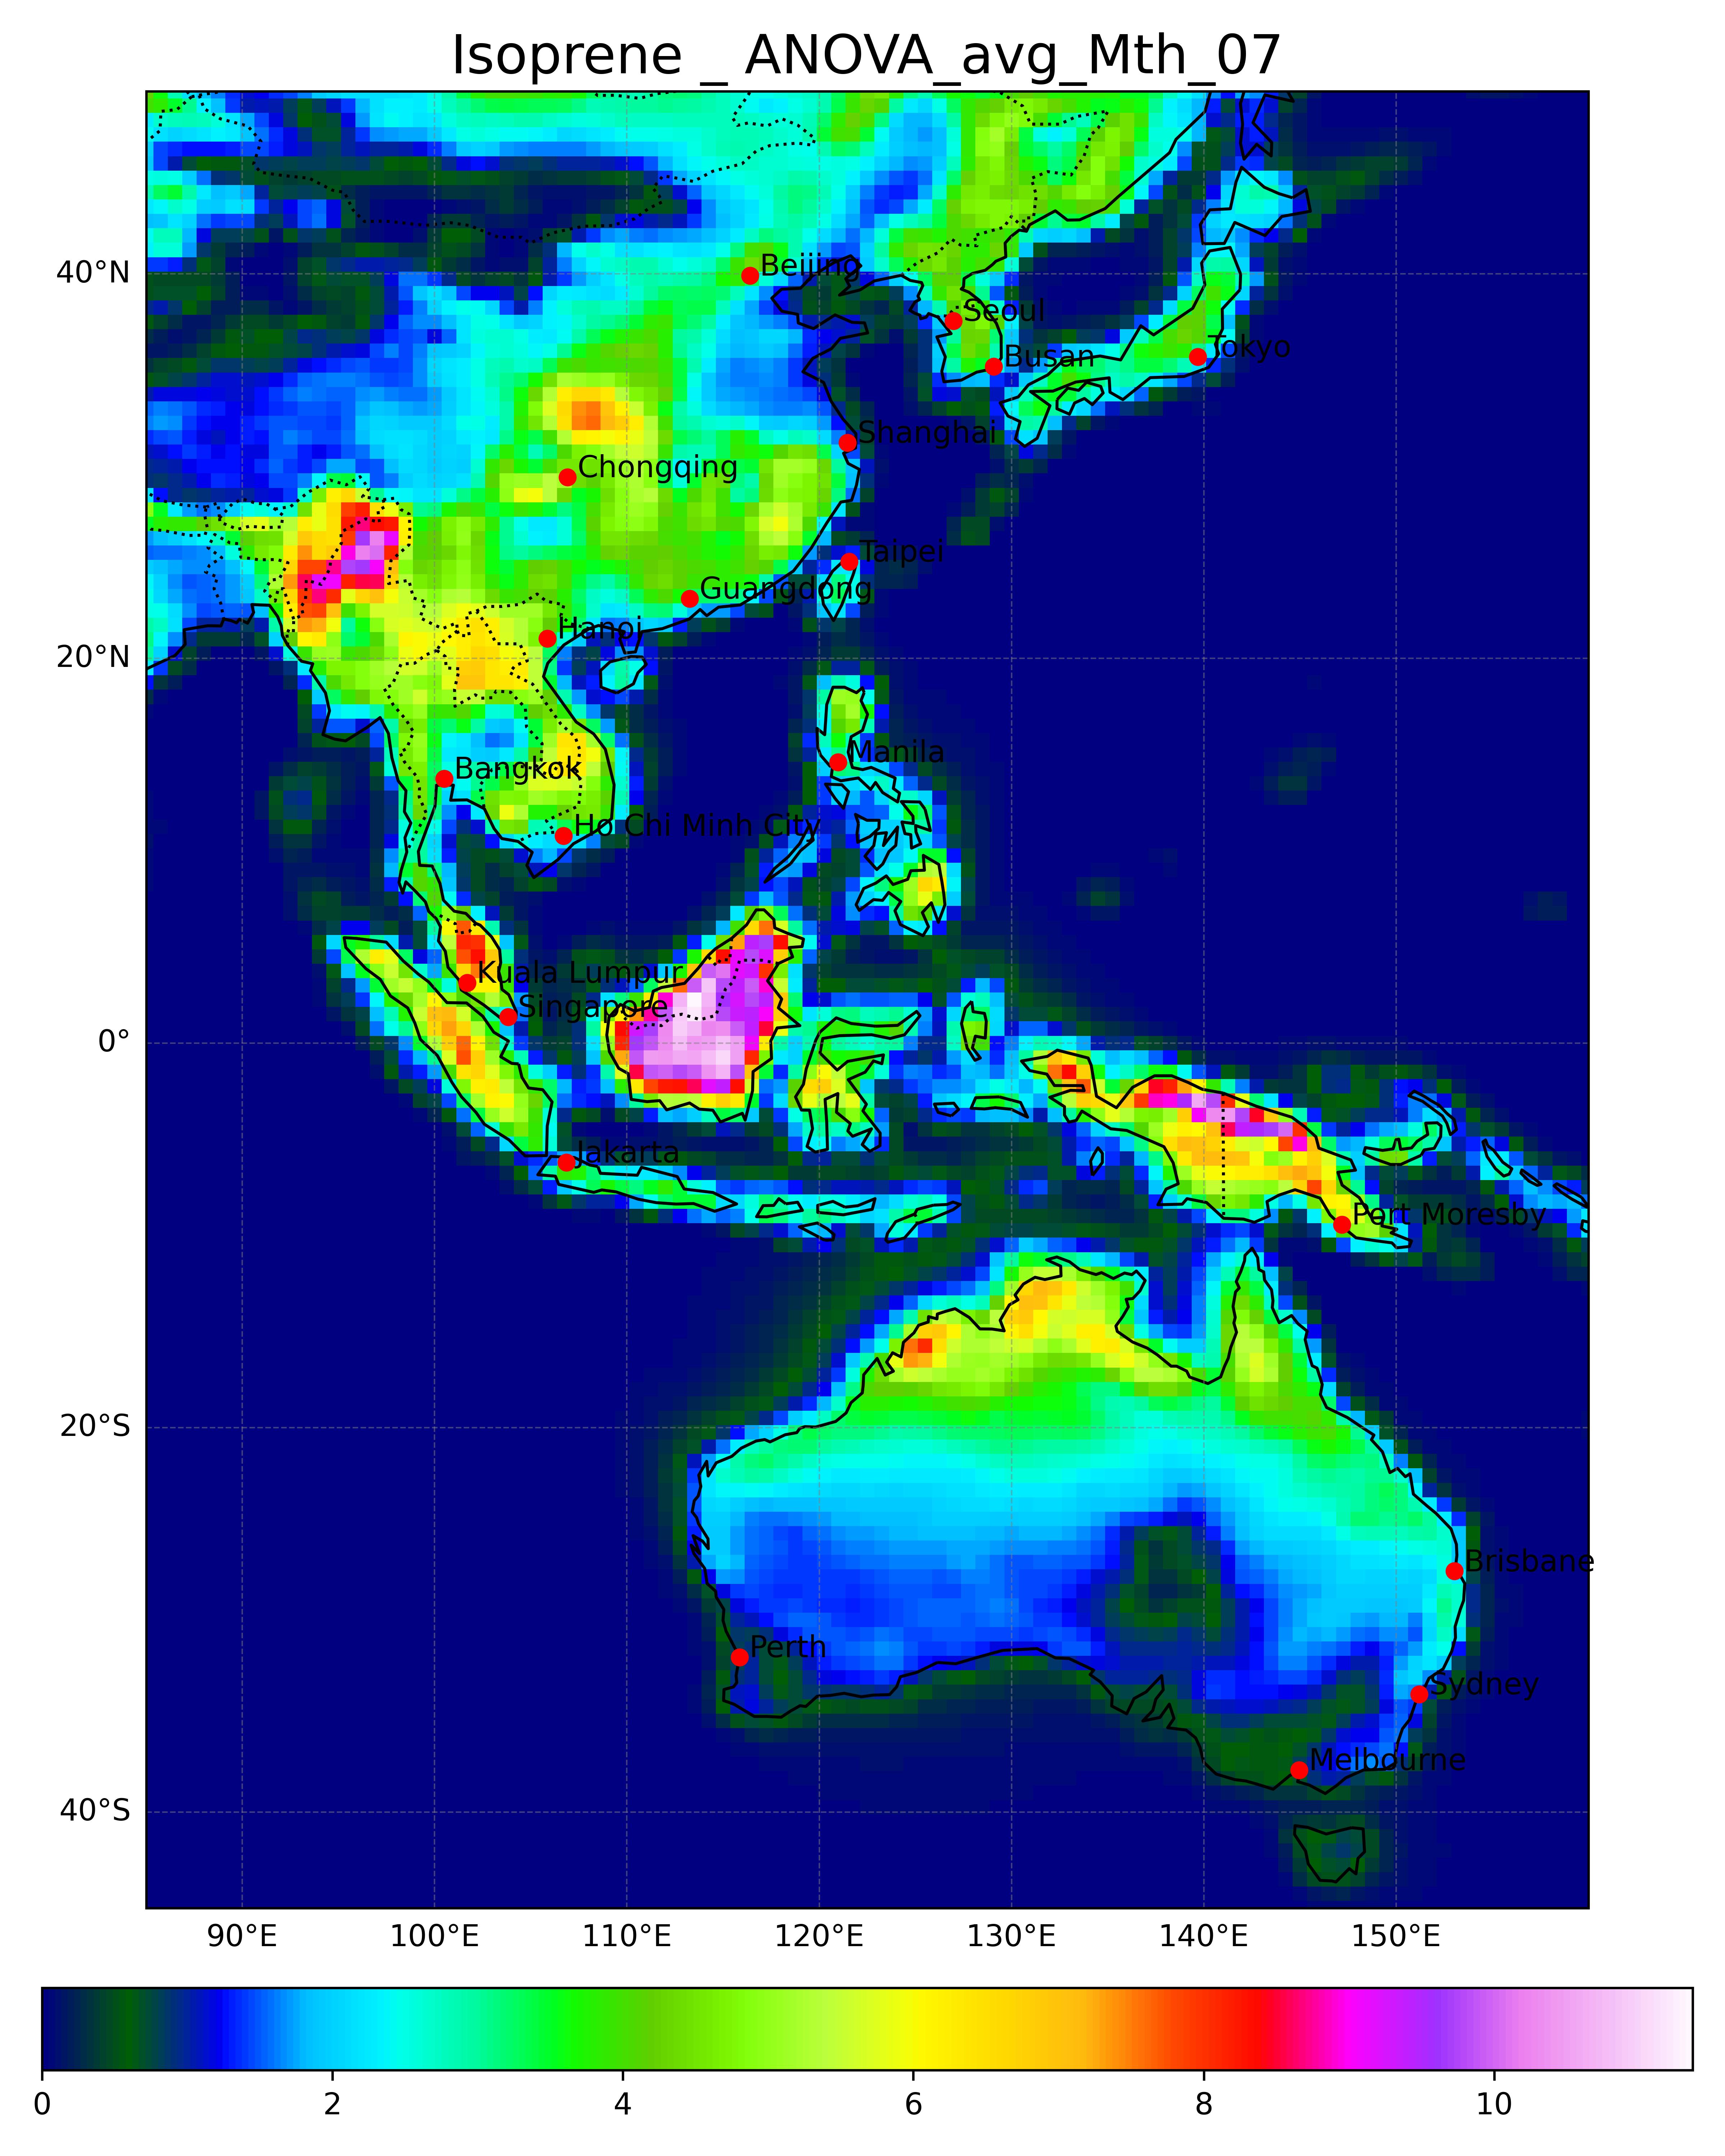 Isoprene _ ANOVA_avg_Mth_07
40°N
20°N
0°
20°S
40°S
Beijing
Seoul
Busan
Tokyo
Shanghai
Chongqing
Taipei
Guangdong
Hanoi
Manila
Bangkok
Ho Chi Minh City
Kuala Lumpur
Singapore
Jakarta
Port Moresby
Brisbane
Perth
Sydney
Melbourne
90°E 100°E 110°E 120°E 130°E 140°E 150°E
0 2 4 6 8 10